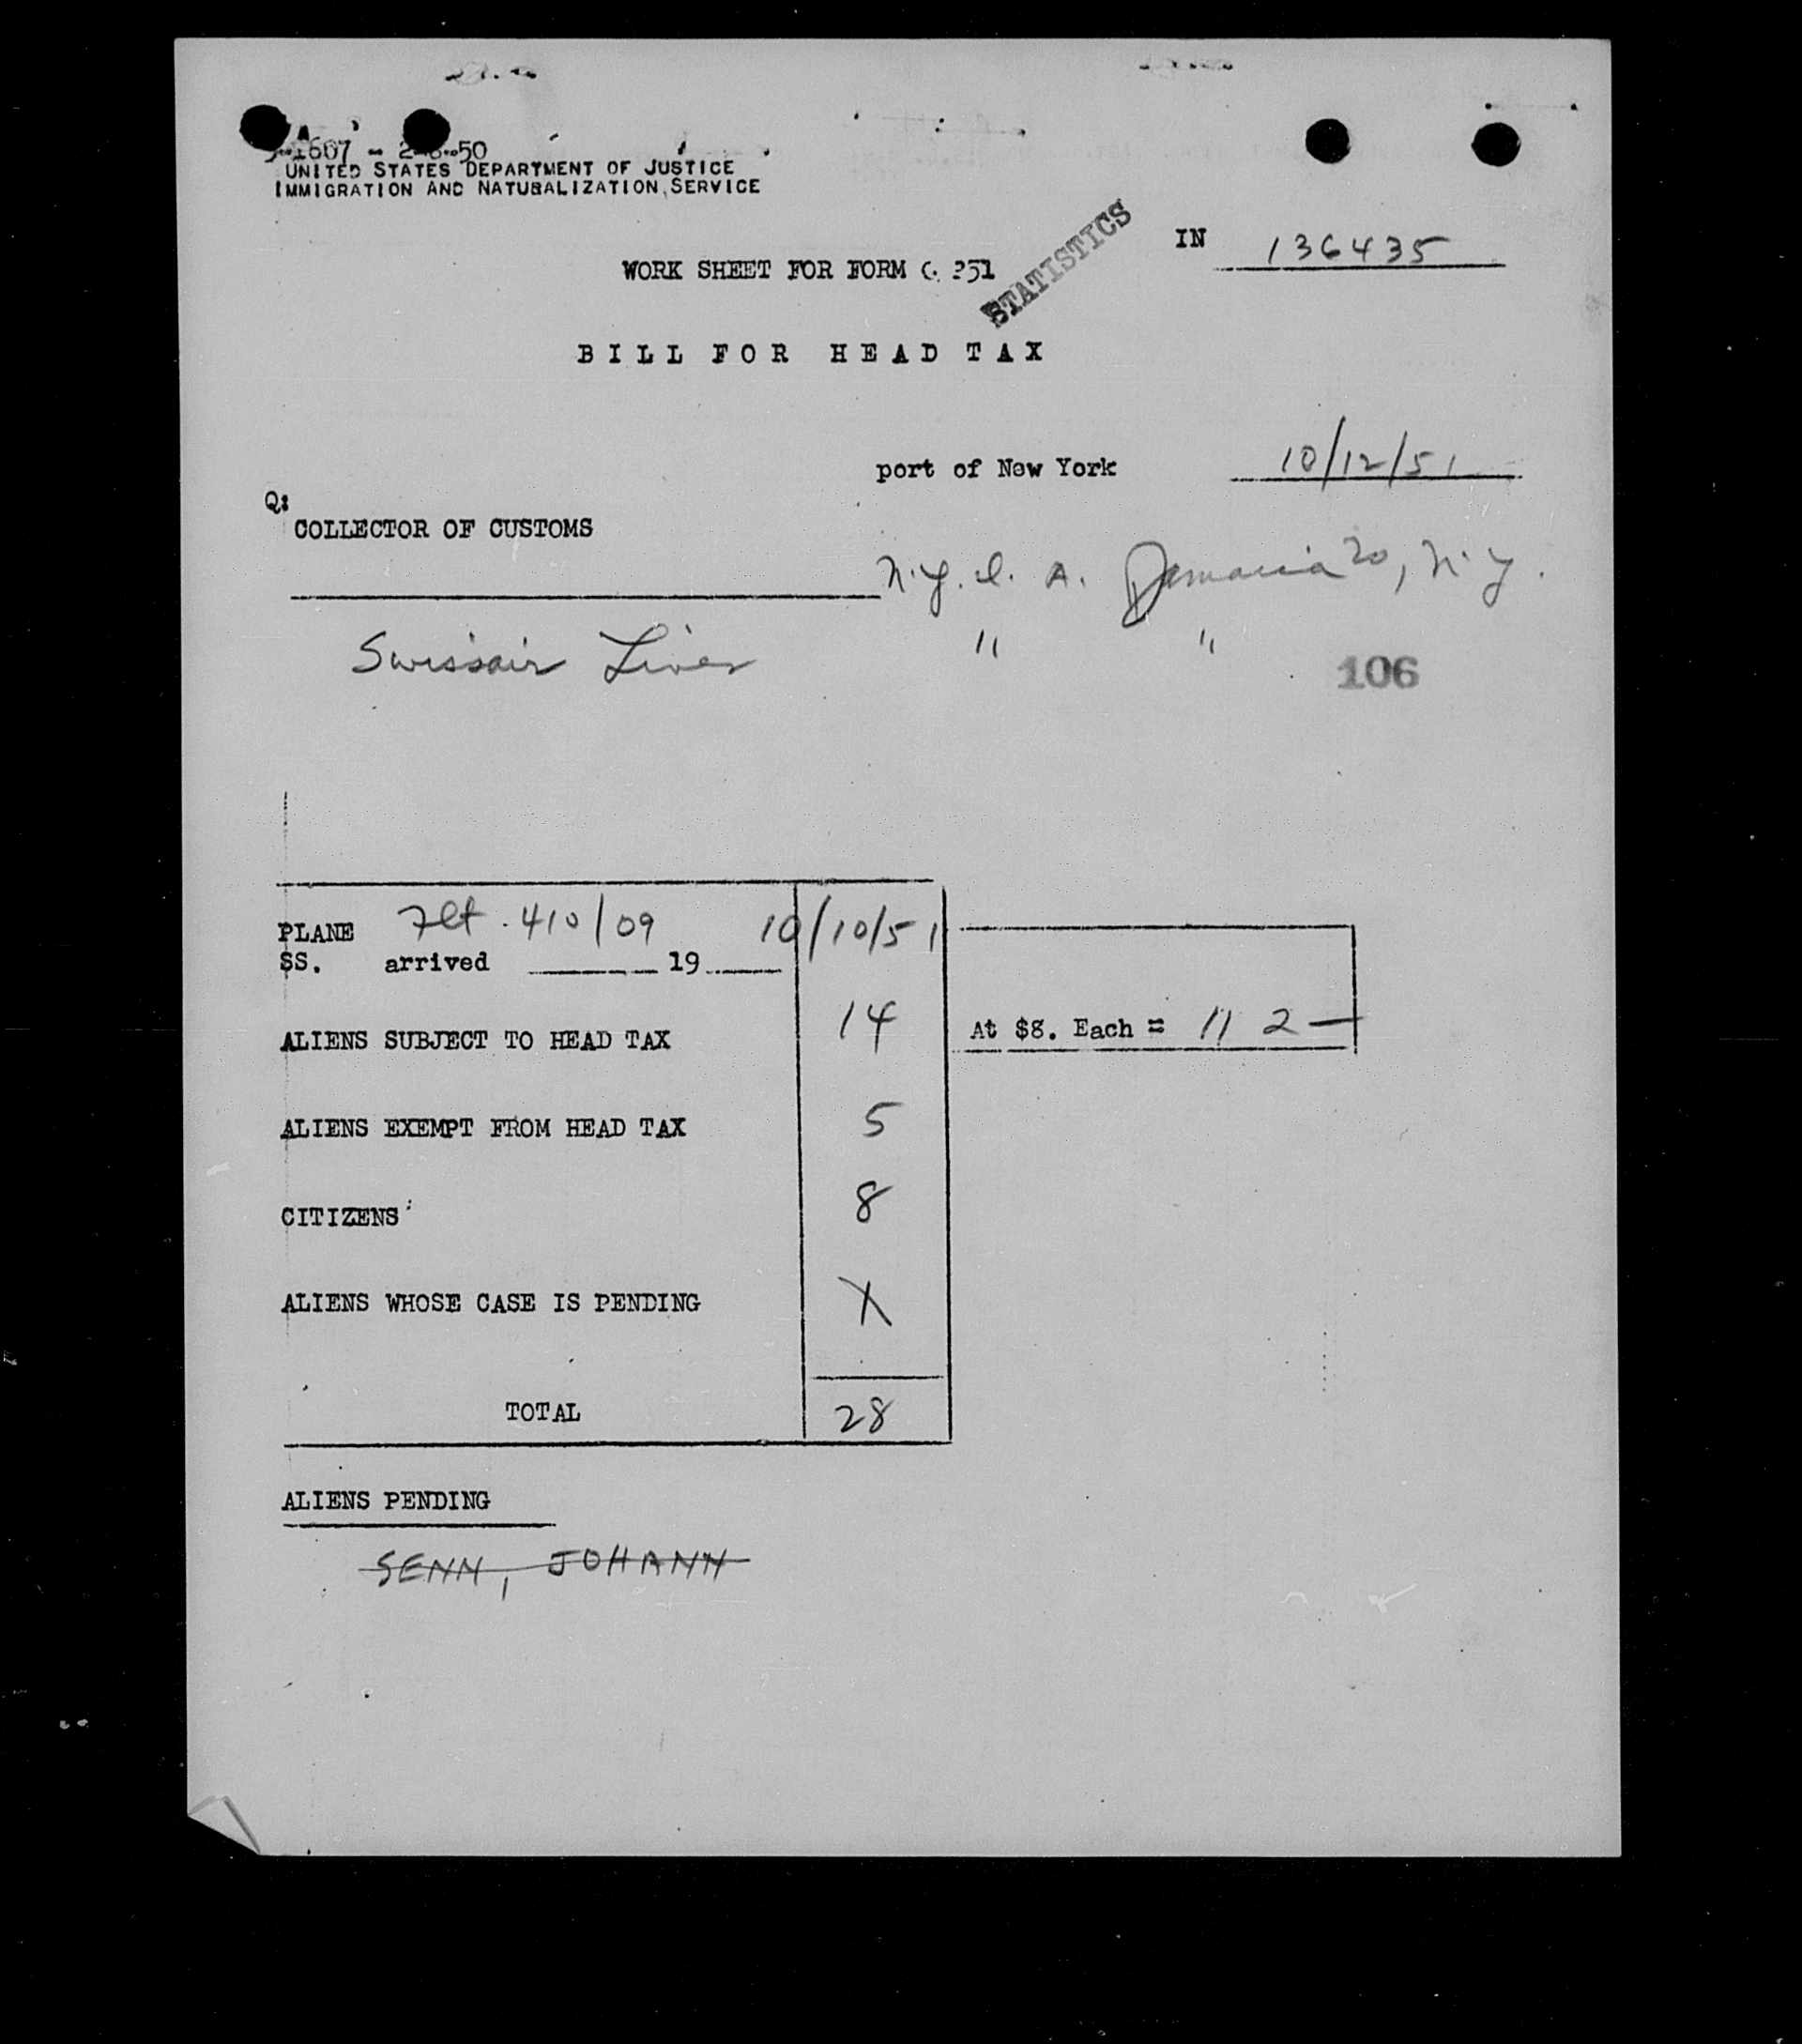 UNITED STATES DEPARTMENT OF JUSTICE
IMMIGRATION AND NATURALIZATION SERVICE
STATISTICS
IN 136435
WORK SHEET FOR FORM
BILL FOR HEAD TAX
port of New York 10/12/51
Q:
COLLECTOR OF CUSTOMS
N.Y. I. A. Jamaica 20, N.Y.
Swissair Lines " "
106
PLANE Flt. 410/09 10/10/51
SS. arrived 19
ALIENS SUBJECT TO HEAD TAX 14 At $8. Each = 112—
ALIENS EXEMPT FROM HEAD TAX 5
CITIZENS 8
ALIENS WHOSE CASE IS PENDING X
TOTAL 28
ALIENS PENDING
SENN, JOHANN